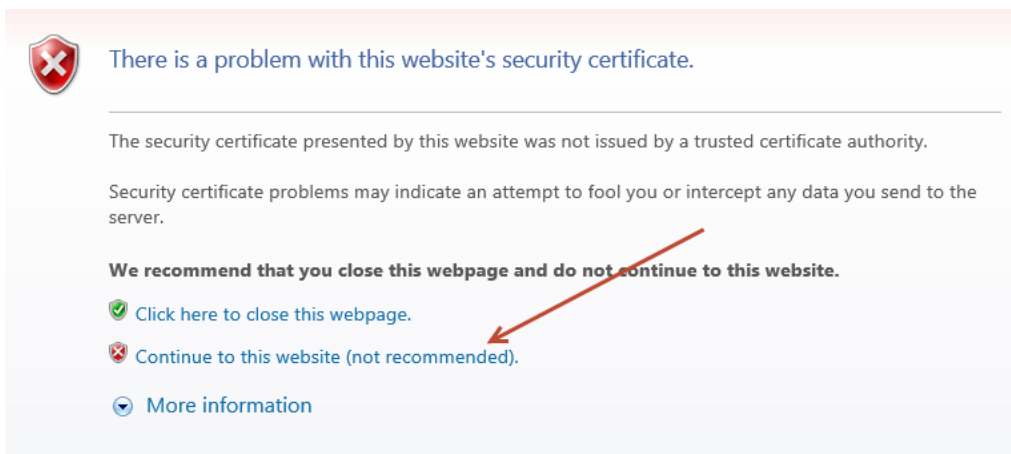 There is a problem with this website's security certificate.
The security certificate presented by this website was not issued by a trusted certificate authority.
Security certificate problems may indicate an attempt to fool you or intercept any data you send to the
server.
We recommend that you close this webpage and do not continue to this website.
Click here to close this webpage.
Continue to this website (not recommended).
More information